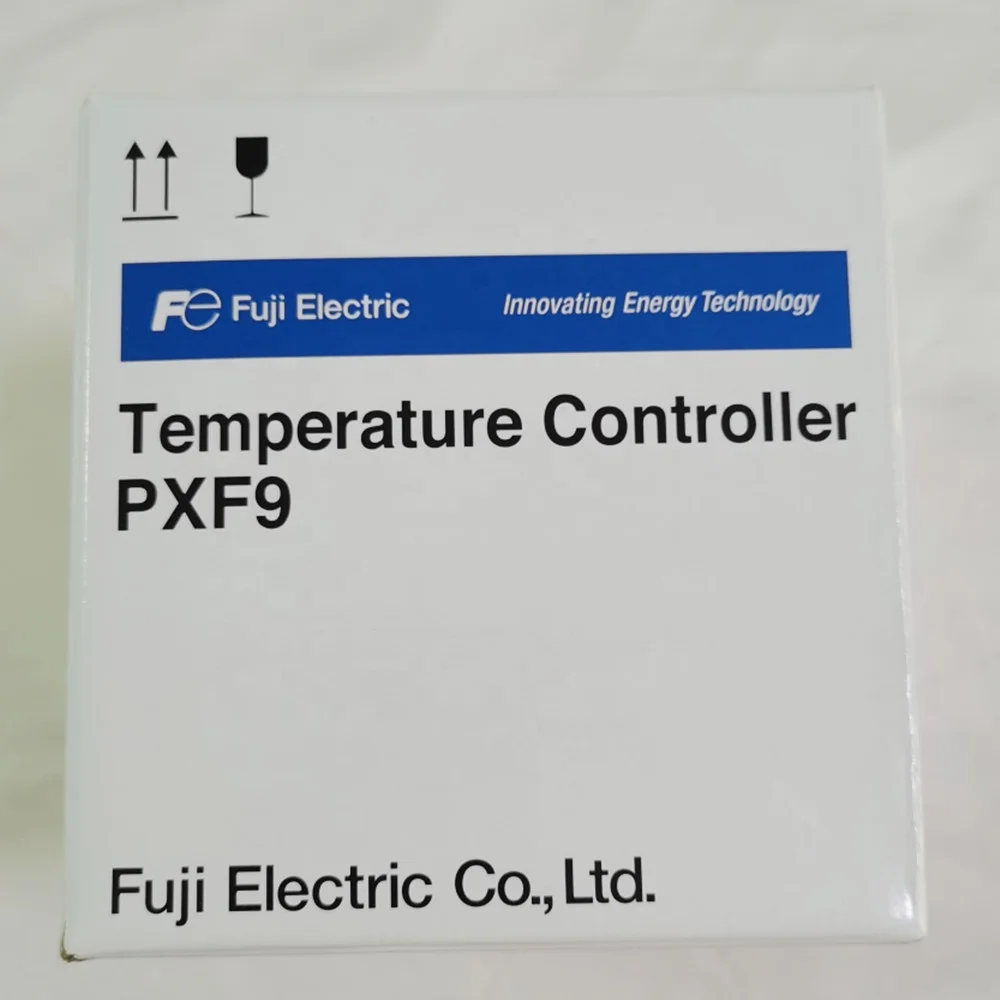 Fe Fuji Electric Innovating Energy Technology
Temperature Controller
PXF9
Fuji Electric Co., Ltd.